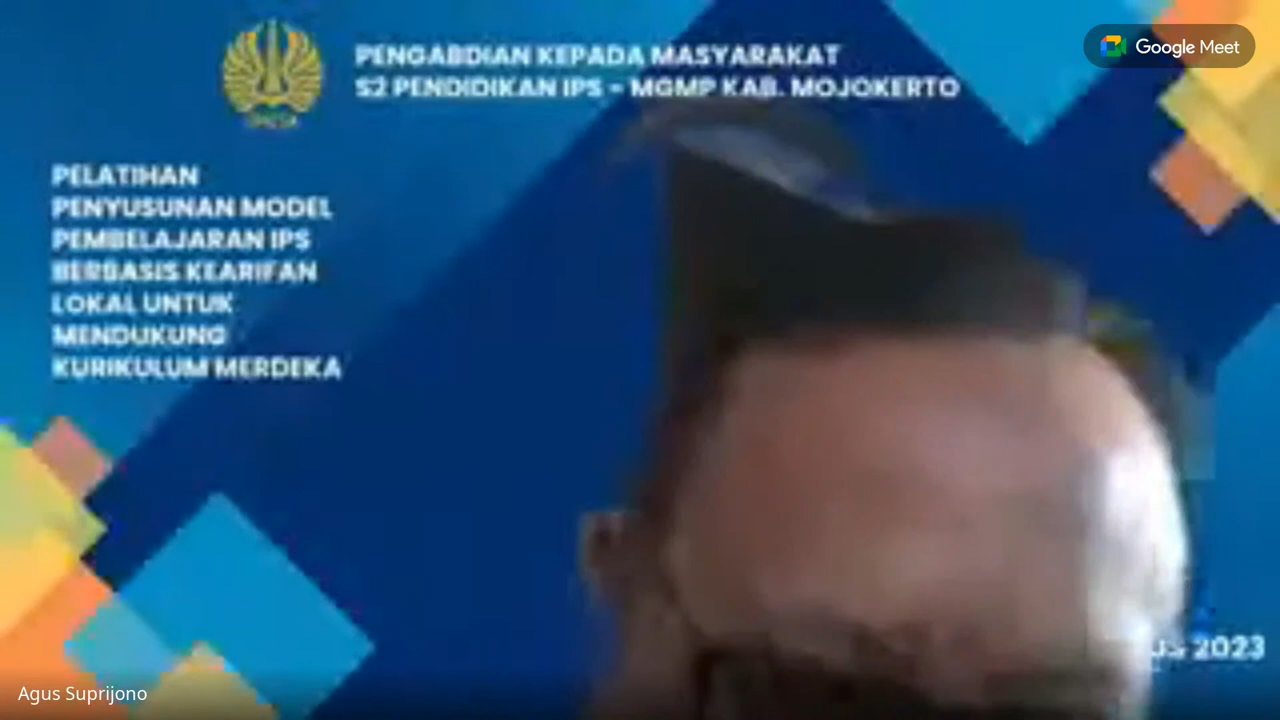 Google Meet
PENGABDIAN KEPADA MASYARAKAT
S2 PENDIDIKAN IPS - MGMP KAB. MOJOKERTO
PELATIHAN
PENYUSUNAN MODEL
PEMBELAJARAN IPS
BERBASIS KEARIFAN
LOKAL UNTUK
MENDUKUNG
KURIKULUM MERDEKA
2023
Agus Suprijono